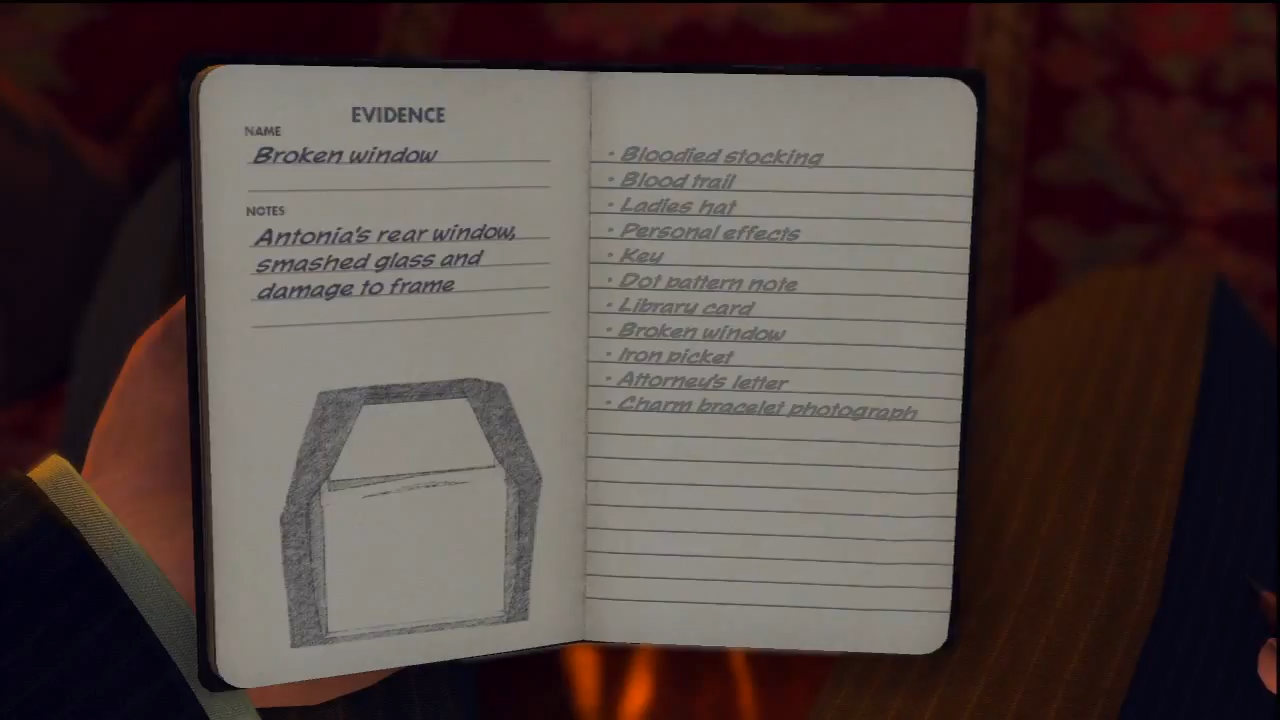 EVIDENCE
NAME
Broken window
NOTES
Antonia's rear window,
smashed glass and
damage to frame
• Bloodied stocking
• Blood trail
• Ladies hat
• Personal effects
• Key
• Dot pattern note
• Library card
• Broken window
• Iron picket
• Attorney's letter
• Charm bracelet photograph